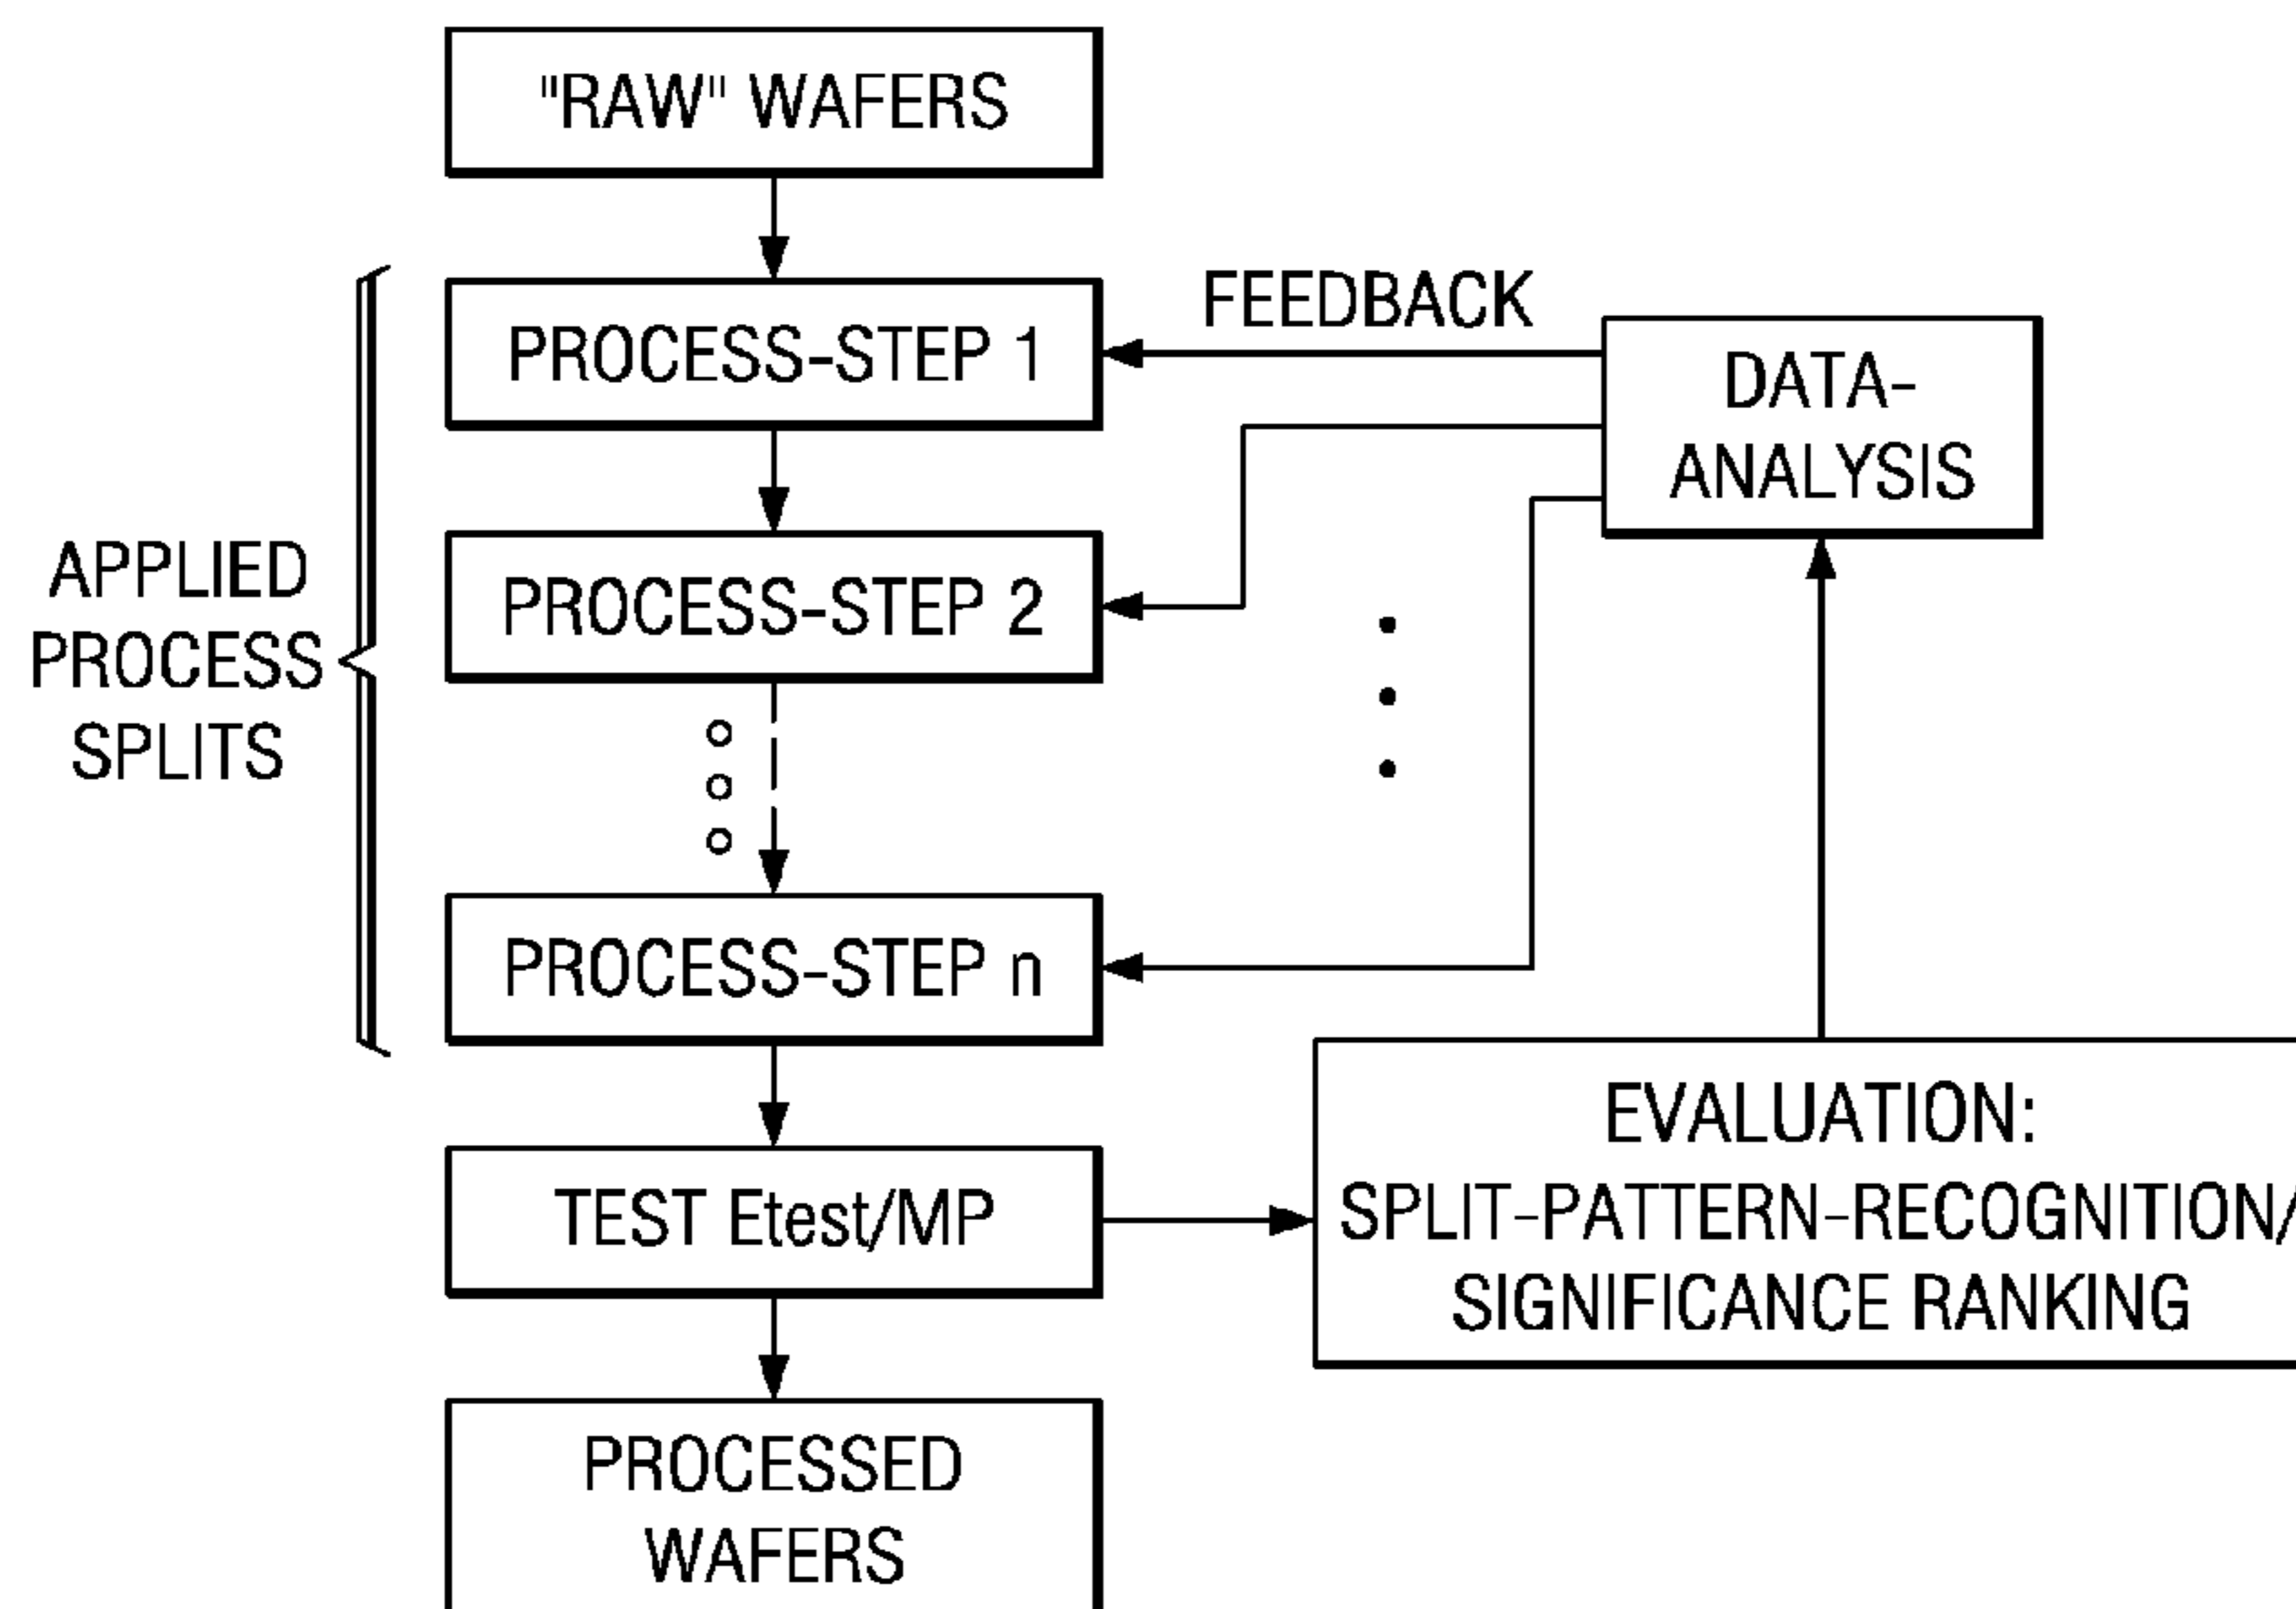 "RAW" WAFERS
FEEDBACK
PROCESS-STEP 1
DATA-
ANALYSIS
PROCESS-STEP 2
APPLIED
PROCESS
SPLITS
PROCESS-STEP n
EVALUATION:
SPLIT-PATTERN-RECOGNITION/
SIGNIFICANCE RANKING
TEST Etest/MP
PROCESSED
WAFERS